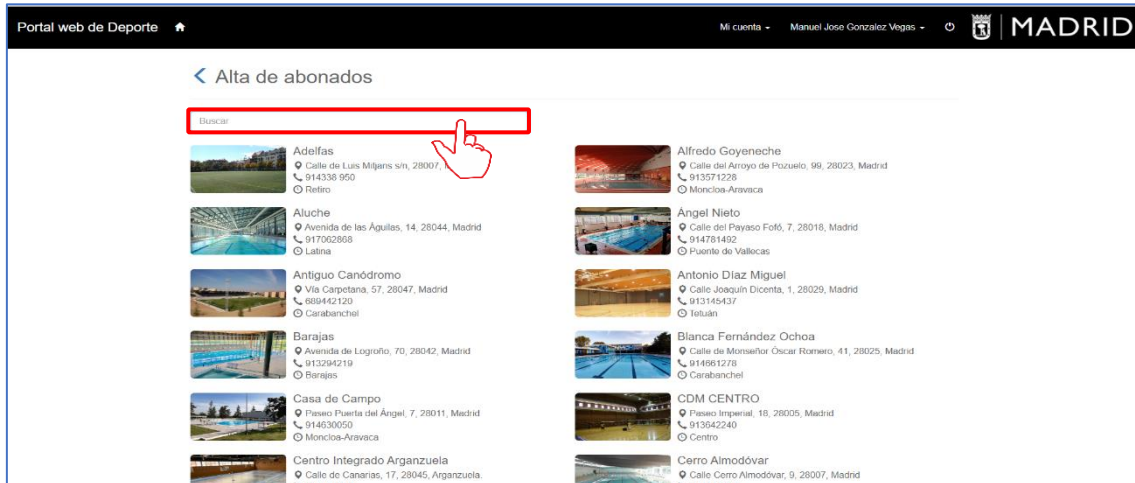 Portal web de Deporte
Mi cuenta
Manuel Jose Gonzalez Vegas
MADRID
Alta de abonados
Buscar
Adelfas
Calle de Luis Mitjans s/n, 28007,
914338 950
Retiro
Alfredo Goyeneche
Calle del Arroyo de Pozuelo, 99, 28023, Madrid
913571228
Moncloa-Aravaca
Aluche
Avenida de las Águilas, 14, 28044, Madrid
917062868
Latina
Ángel Nieto
Calle del Payaso Fofó, 7, 28018, Madrid
914781492
Puente de Vallecas
Antiguo Canódromo
Vía Carpetana, 57, 28047, Madrid
689442120
Carabanchel
Antonio Díaz Miguel
Calle Joaquín Dicenta, 1, 28029, Madrid
913145437
Tetuán
Barajas
Avenida de Logroño, 70, 28042, Madrid
913294219
Barajas
Blanca Fernández Ochoa
Calle de Monseñor Óscar Romero, 41, 28025, Madrid
914661278
Carabanchel
Casa de Campo
Paseo Puerta del Ángel, 7, 28011, Madrid
914630050
Moncloa-Aravaca
CDM CENTRO
Paseo Imperial, 18, 28005, Madrid
913642240
Centro
Centro Integrado Arganzuela
Calle de Canarias, 17, 28045, Arganzuela.
Cerro Almodóvar
Calle Cerro Almodóvar, 9, 28007, Madrid